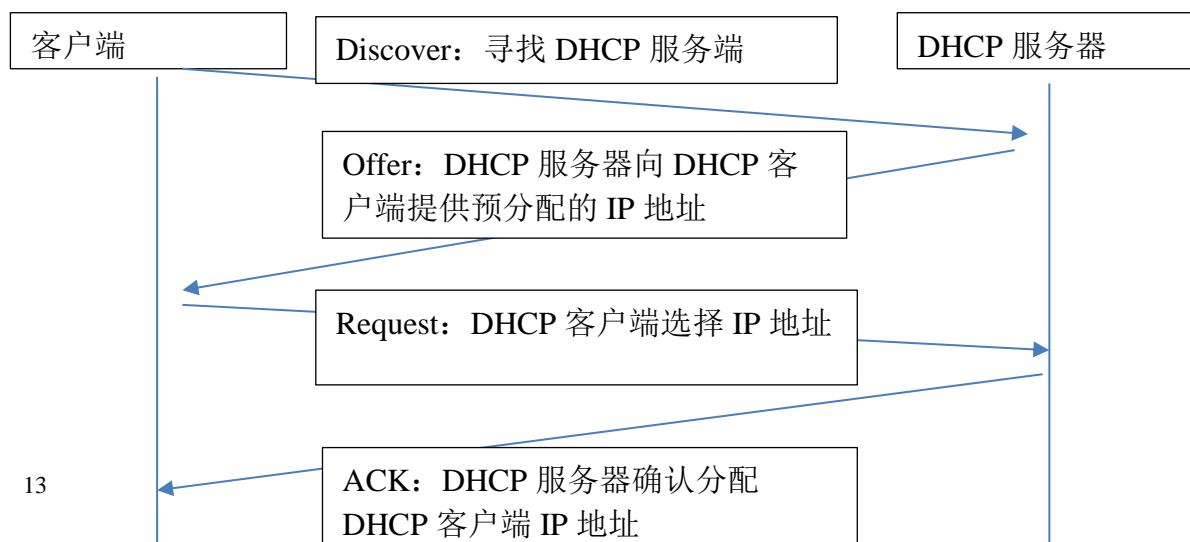 客户端
Discover：寻找 DHCP 服务端
DHCP 服务器
Offer：DHCP 服务器向 DHCP 客
户端提供预分配的 IP 地址
Request：DHCP 客户端选择 IP 地址
13
ACK：DHCP 服务器确认分配
DHCP 客户端 IP 地址